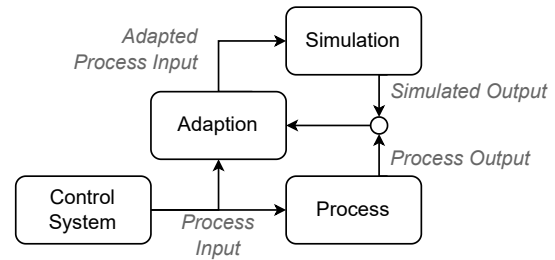 Adapted
Process Input
Simulation
Simulated Output
Adaption
Process Output
Control
System
Process
Input
Process